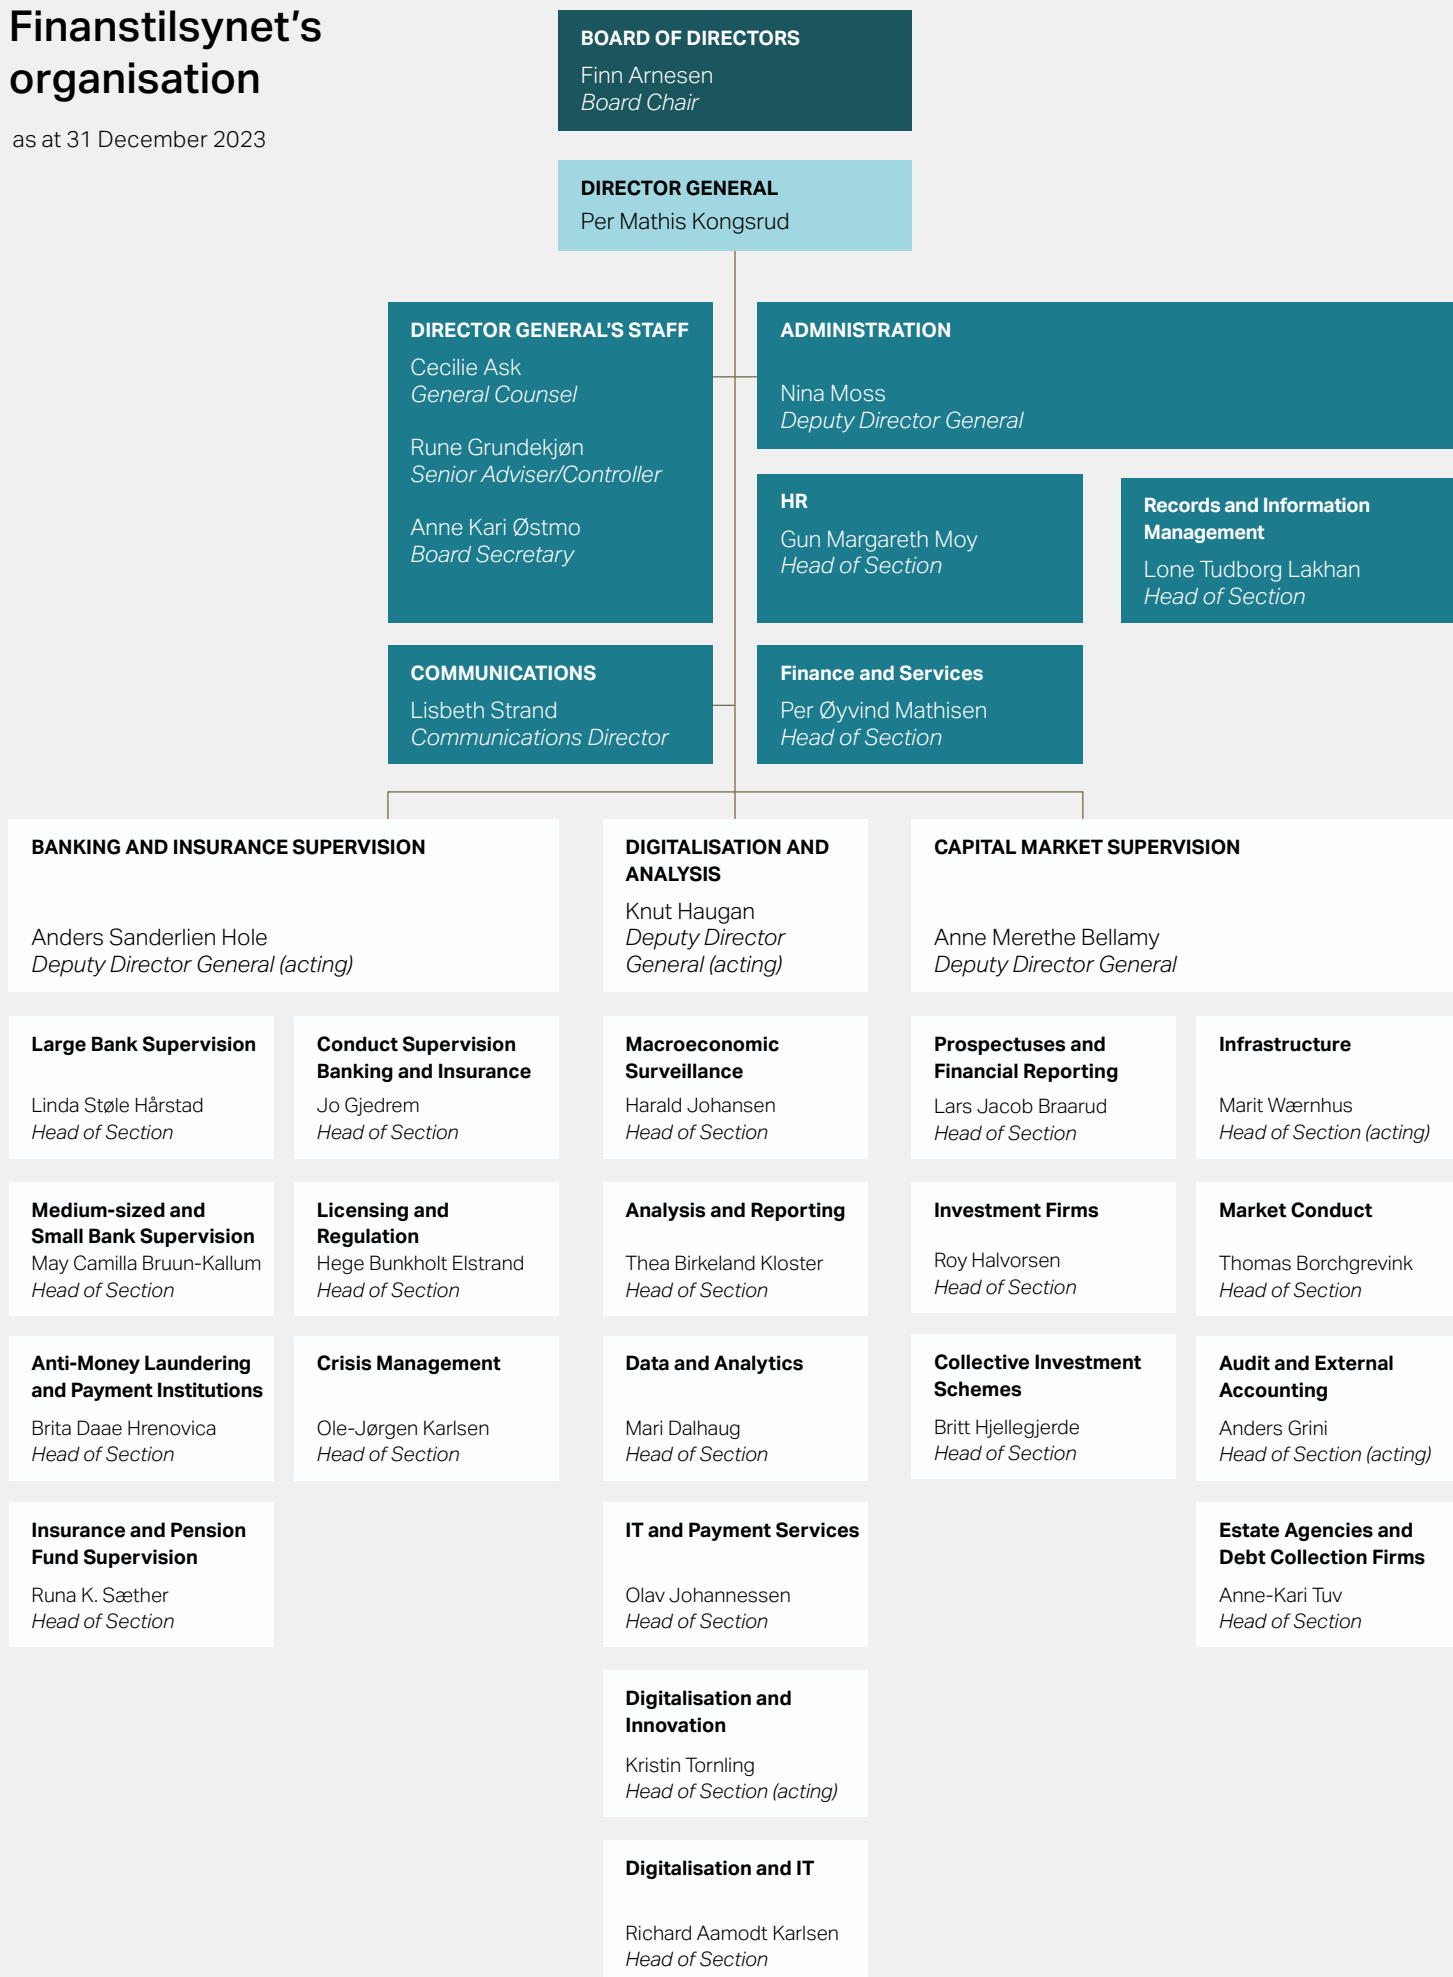 Finanstilsynet's
organisation
as at 31 December 2023
BOARD OF DIRECTORS
Finn Arnesen
Board Chair
DIRECTOR GENERAL
Per Mathis Kongsrud
DIRECTOR GENERAL'S STAFF
Cecilie Ask
General Counsel
Rune Grundekjøn
Senior Adviser/Controller
Anne Kari Østmo
Board Secretary
ADMINISTRATION
Nina Moss
Deputy Director General
HR
Gun Margareth Moy
Head of Section
Records and Information
Management
Lone Tudborg Lakhan
Head of Section
COMMUNICATIONS
Lisbeth Strand
Communications Director
Finance and Services
Per Øyvind Mathisen
Head of Section
BANKING AND INSURANCE SUPERVISION
Anders Sanderlien Hole
Deputy Director General (acting)
DIGITALISATION AND
ANALYSIS
Knut Haugan
Deputy Director
General (acting)
CAPITAL MARKET SUPERVISION
Anne Merethe Bellamy
Deputy Director General
Large Bank Supervision
Linda Støle Hårstad
Head of Section
Conduct Supervision
Banking and Insurance
Jo Gjedrem
Head of Section
Macroeconomic
Surveillance
Harald Johansen
Head of Section
Prospectuses and
Financial Reporting
Lars Jacob Braarud
Head of Section
Infrastructure
Marit Wærnhus
Head of Section (acting)
Medium-sized and
Small Bank Supervision
May Camilla Bruun-Kallum
Head of Section
Licensing and
Regulation
Hege Bunkholt Elstrand
Head of Section
Analysis and Reporting
Thea Birkeland Kloster
Head of Section
Investment Firms
Roy Halvorsen
Head of Section
Market Conduct
Thomas Borchgrevink
Head of Section
Anti-Money Laundering
and Payment Institutions
Brita Daae Hrenovica
Head of Section
Crisis Management
Ole-Jørgen Karlsen
Head of Section
Data and Analytics
Mari Dalhaug
Head of Section
Collective Investment
Schemes
Britt Hjellegjerde
Head of Section
Audit and External
Accounting
Anders Grini
Head of Section (acting)
Insurance and Pension
Fund Supervision
Runa K. Sæther
Head of Section
IT and Payment Services
Olav Johannessen
Head of Section
Estate Agencies and
Debt Collection Firms
Anne-Kari Tuv
Head of Section
Digitalisation and
Innovation
Kristin Tornling
Head of Section (acting)
Digitalisation and IT
Richard Aamodt Karlsen
Head of Section